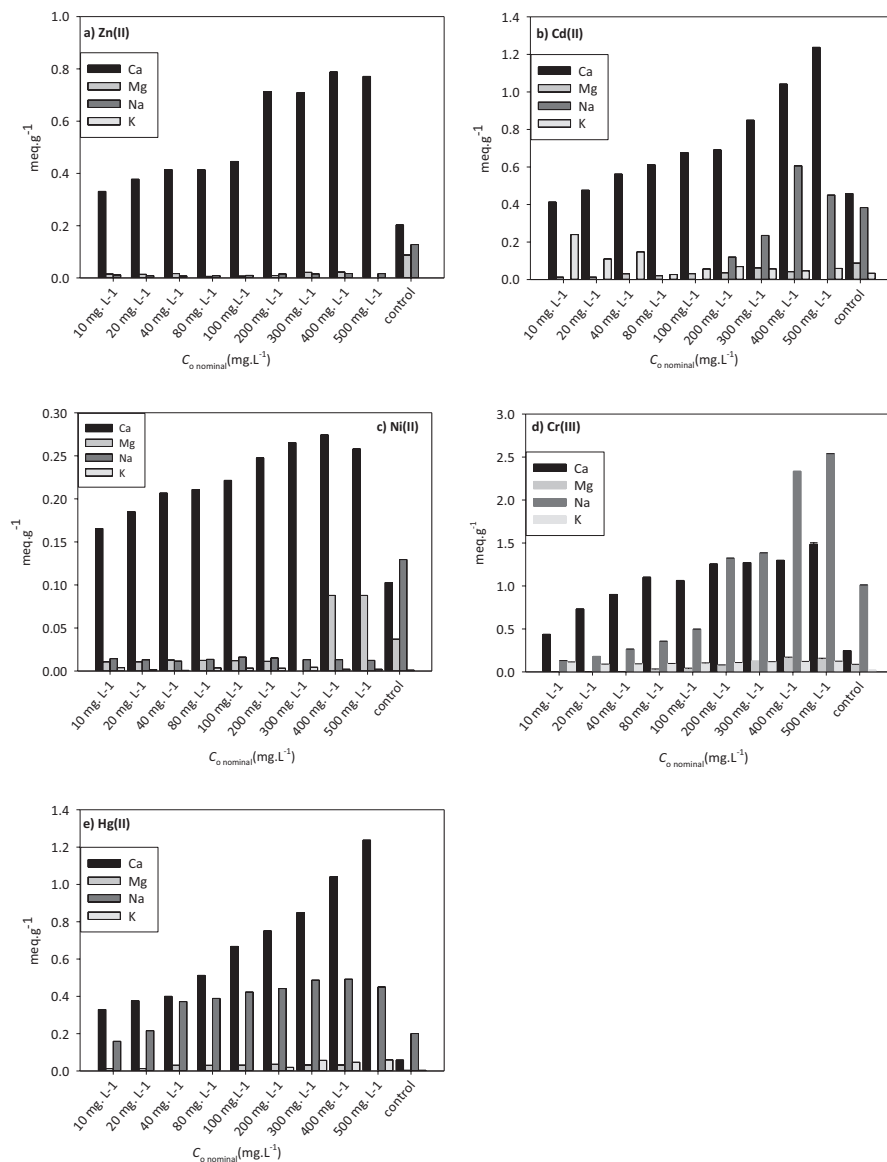 a) Zn(II)
Ca
Mg
Na
K
1.0
0.8
0.6
0.4
0.2
0.0
meq.g-1
10 mg. L-1
20 mg. L-1
40 mg. L-1
80 mg. L-1
100 mg. L-1
200 mg. L-1
300 mg. L-1
400 mg. L-1
500 mg. L-1
control
Co nominal(mg.L-1)
b) Cd(II)
Ca
Mg
Na
K
1.4
1.2
1.0
0.8
0.6
0.4
0.2
0.0
meq.g-1
10 mg. L-1
20 mg. L-1
40 mg. L-1
80 mg. L-1
100 mg. L-1
200 mg. L-1
300 mg. L-1
400 mg. L-1
500 mg. L-1
control
Co nominal(mg.L-1)
c) Ni(II)
Ca
Mg
Na
K
0.30
0.25
0.20
0.15
0.10
0.05
0.00
meq.g-1
10 mg. L-1
20 mg. L-1
40 mg. L-1
80 mg. L-1
100 mg. L-1
200 mg. L-1
300 mg. L-1
400 mg. L-1
500 mg. L-1
control
Co nominal(mg.L-1)
d) Cr(III)
Ca
Mg
Na
K
3.0
2.5
2.0
1.5
1.0
0.5
0.0
meq.g-1
10 mg. L-1
20 mg. L-1
40 mg. L-1
80 mg. L-1
100 mg. L-1
200 mg. L-1
300 mg. L-1
400 mg. L-1
500 mg. L-1
control
Co nominal(mg.L-1)
e) Hg(II)
Ca
Mg
Na
K
1.4
1.2
1.0
0.8
0.6
0.4
0.2
0.0
meq.g-1
10 mg. L-1
20 mg. L-1
40 mg. L-1
80 mg. L-1
100 mg. L-1
200 mg. L-1
300 mg. L-1
400 mg. L-1
500 mg. L-1
control
Co nominal(mg.L-1)